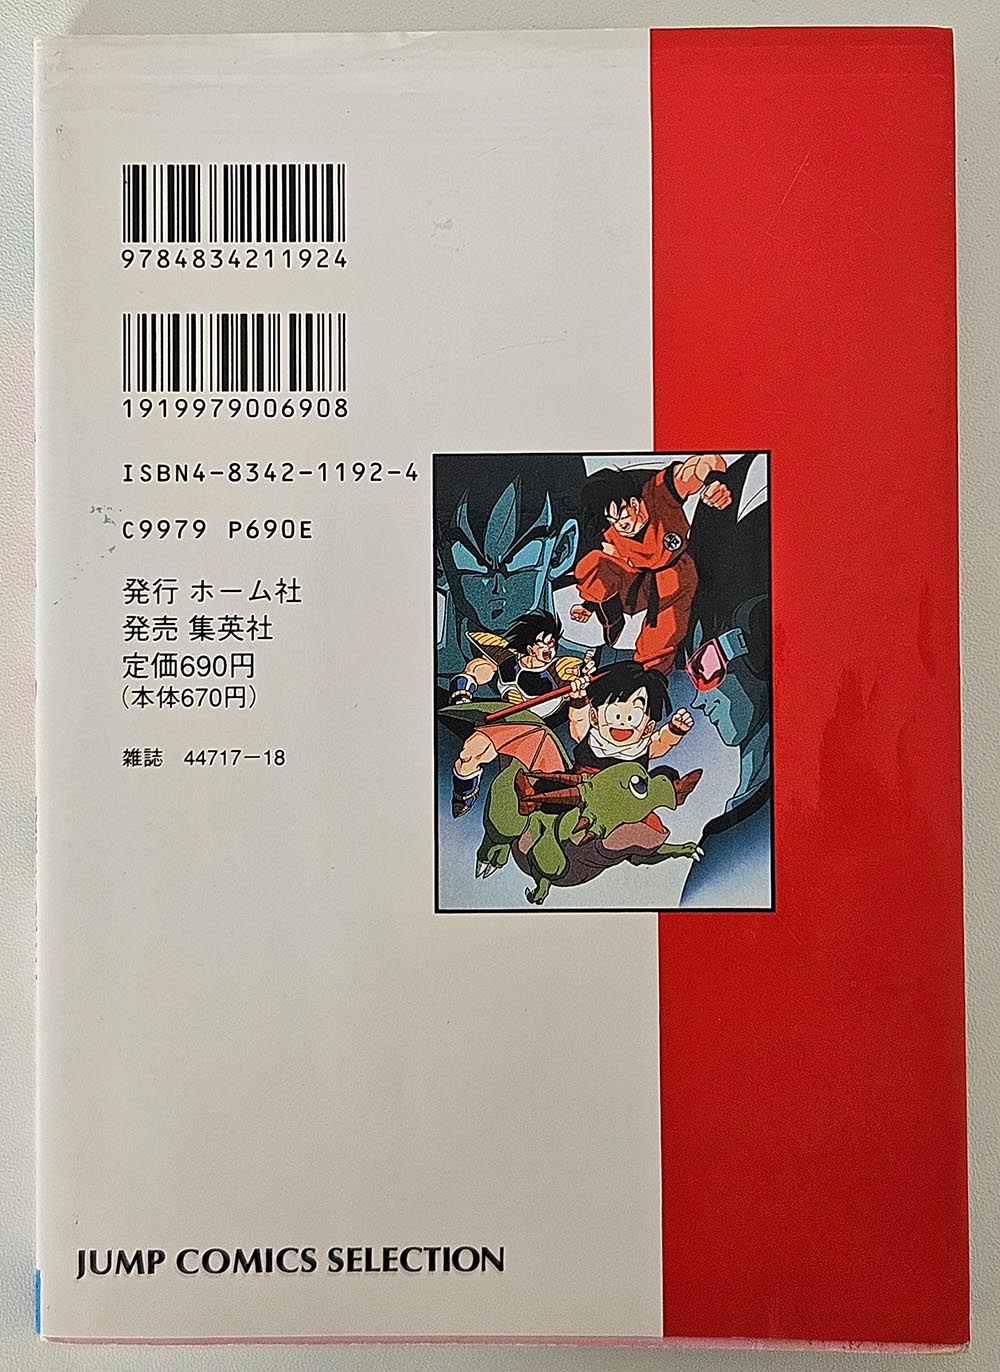 9784834211924
1919979006908
ISBN4-8342-1192-4
C9979 P690E
発行 ホーム社
発売 集英社
定価690円
(本体670円)
雑誌 44717-18
JUMP COMICS SELECTION